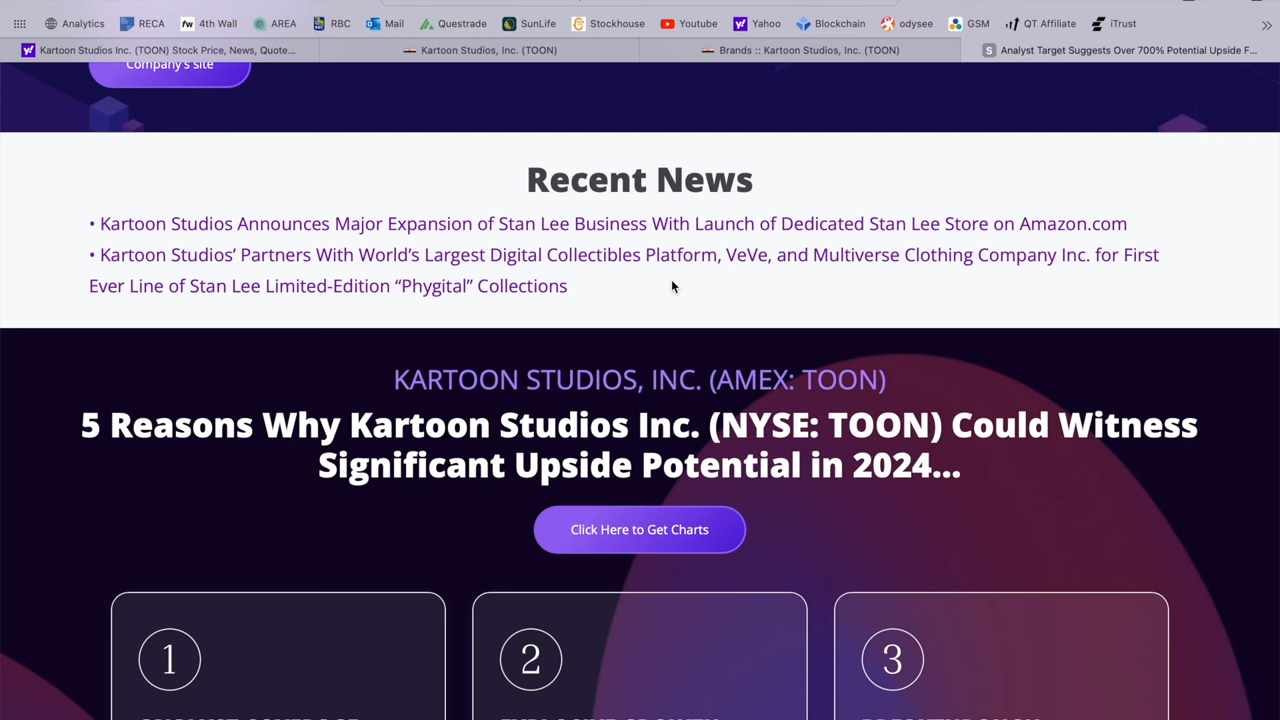 Analytics RECA 4th Wall AREA RBC Mail Questrade SunLife Stockhouse Youtube Yahoo Blockchain odysee GSM QT Affiliate iTrust
Kartoon Studios Inc. (TOON) Stock Price, News, Quote... Kartoon Studios, Inc. (TOON) Brands :: Kartoon Studios, Inc. (TOON) S Analyst Target Suggests Over 700% Potential Upside F...
Company's site
Recent News
• Kartoon Studios Announces Major Expansion of Stan Lee Business With Launch of Dedicated Stan Lee Store on Amazon.com
• Kartoon Studios’ Partners With World’s Largest Digital Collectibles Platform, VeVe, and Multiverse Clothing Company Inc. for First
Ever Line of Stan Lee Limited-Edition “Phygital” Collections
KARTOON STUDIOS, INC. (AMEX: TOON)
5 Reasons Why Kartoon Studios Inc. (NYSE: TOON) Could Witness
Significant Upside Potential in 2024...
Click Here to Get Charts
1 2 3